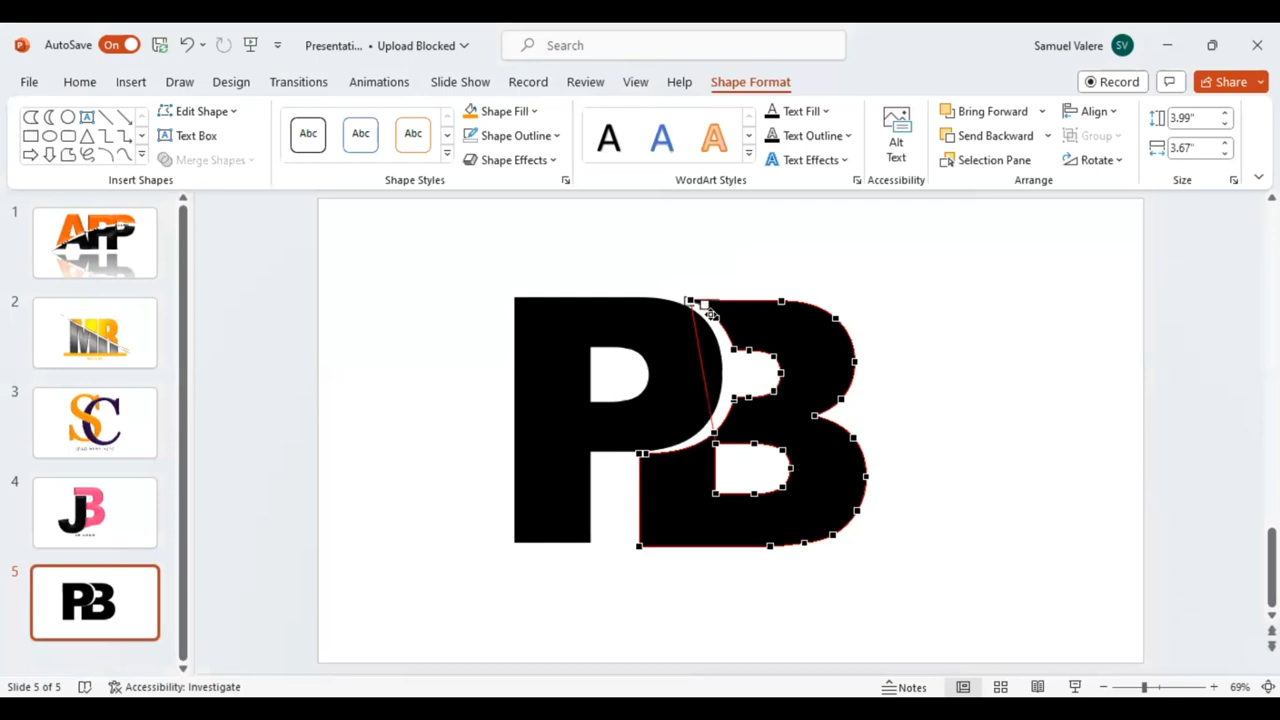 AutoSave On Presentati... • Upload Blocked Search Samuel Valere SV
File Home Insert Draw Design Transitions Animations Slide Show Record Review View Help Shape Format Record Share
Edit Shape Abc Abc Abc Shape Fill A A A Text Fill Bring Forward Align 3.99"
Text Box Shape Outline Text Outline Alt Text Send Backward Group 3.67"
Merge Shapes Shape Effects Text Effects Selection Pane Rotate
Insert Shapes Shape Styles WordArt Styles Accessibility Arrange Size
1
APP
2
MR
3
SC
4
JB
5
PB
PB
Slide 5 of 5 Accessibility: Investigate Notes 69%